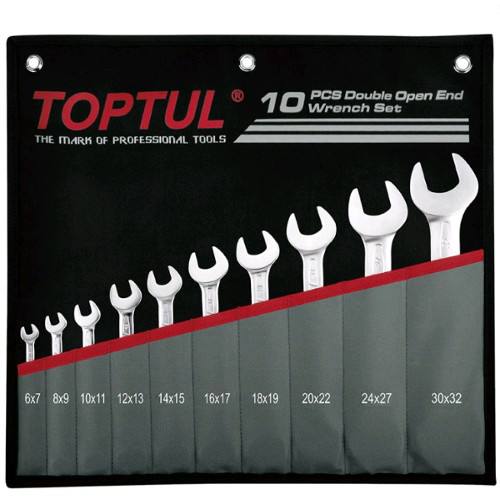 TOPTUL ®
THE MARK OF PROFESSIONAL TOOLS
10 PCS Double Open End
Wrench Set
6x7 8x9 10x11 12x13 14x15 16x17 18x19 20x22 24x27 30x32